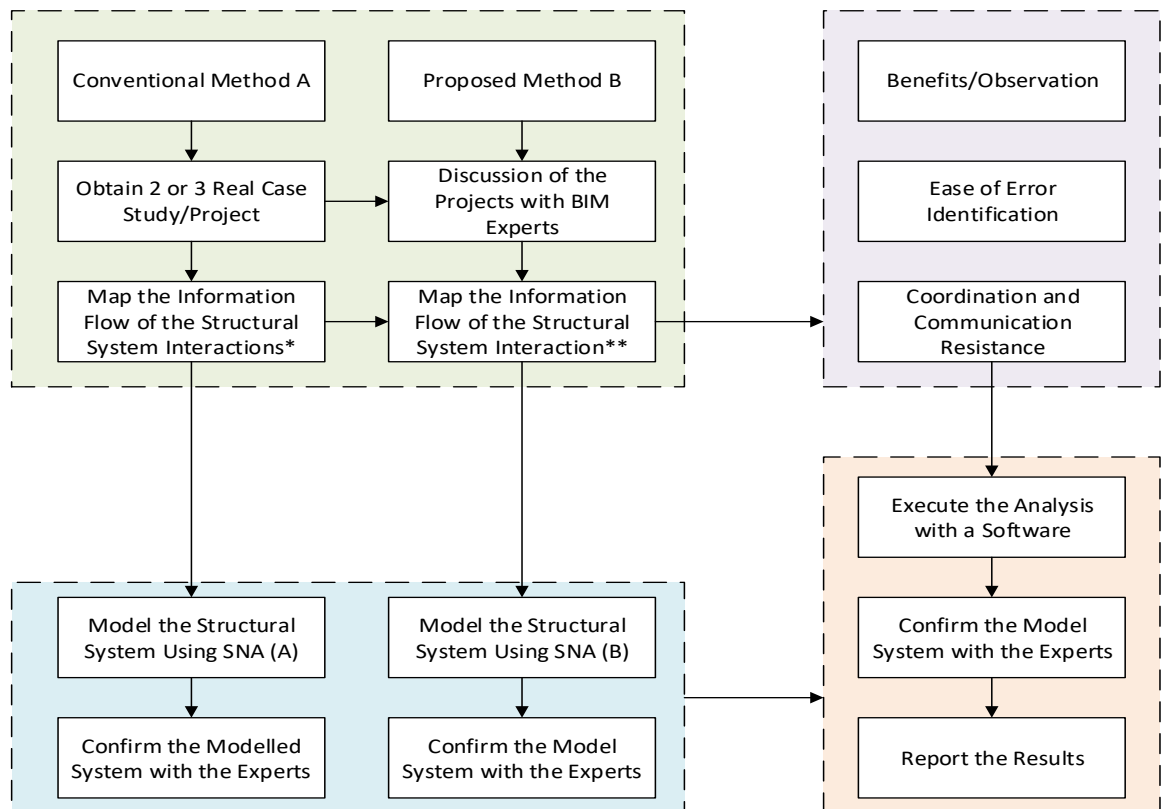 Conventional Method A
Proposed Method B
Benefits/Observation
Obtain 2 or 3 Real Case
Study/Project
Discussion of the
Projects with BIM
Experts
Ease of Error
Identification
Map the Information
Flow of the Structural
System Interactions*
Map the Information
Flow of the Structural
System Interaction**
Coordination and
Communication
Resistance
Execute the Analysis
with a Software
Model the Structural
System Using SNA (A)
Model the Structural
System Using SNA (B)
Confirm the Model
System with the Experts
Confirm the Modelled
System with the Experts
Confirm the Model
System with the Experts
Report the Results